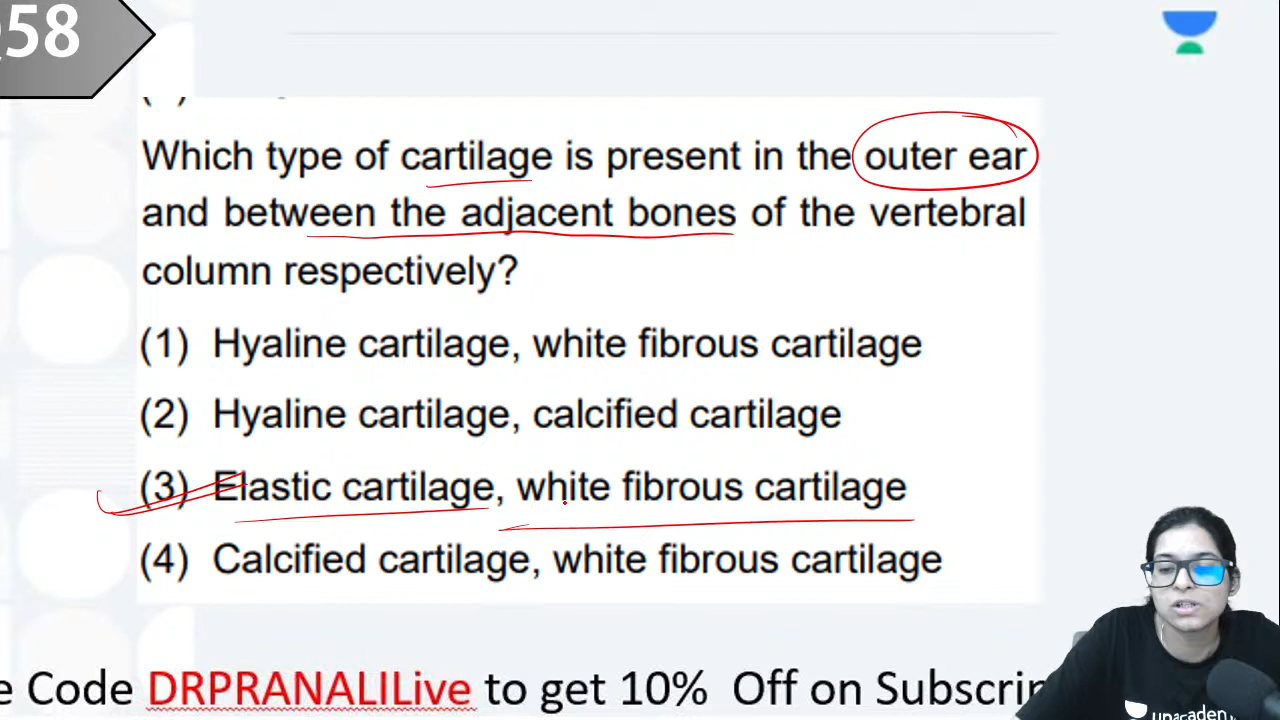 58
Which type of cartilage is present in the outer ear
and between the adjacent bones of the vertebral
column respectively?
(1) Hyaline cartilage, white fibrous cartilage
(2) Hyaline cartilage, calcified cartilage
(3) Elastic cartilage, white fibrous cartilage
(4) Calcified cartilage, white fibrous cartilage
e Code DRPRANALILive to get 10% Off on Subscrip
unacaden